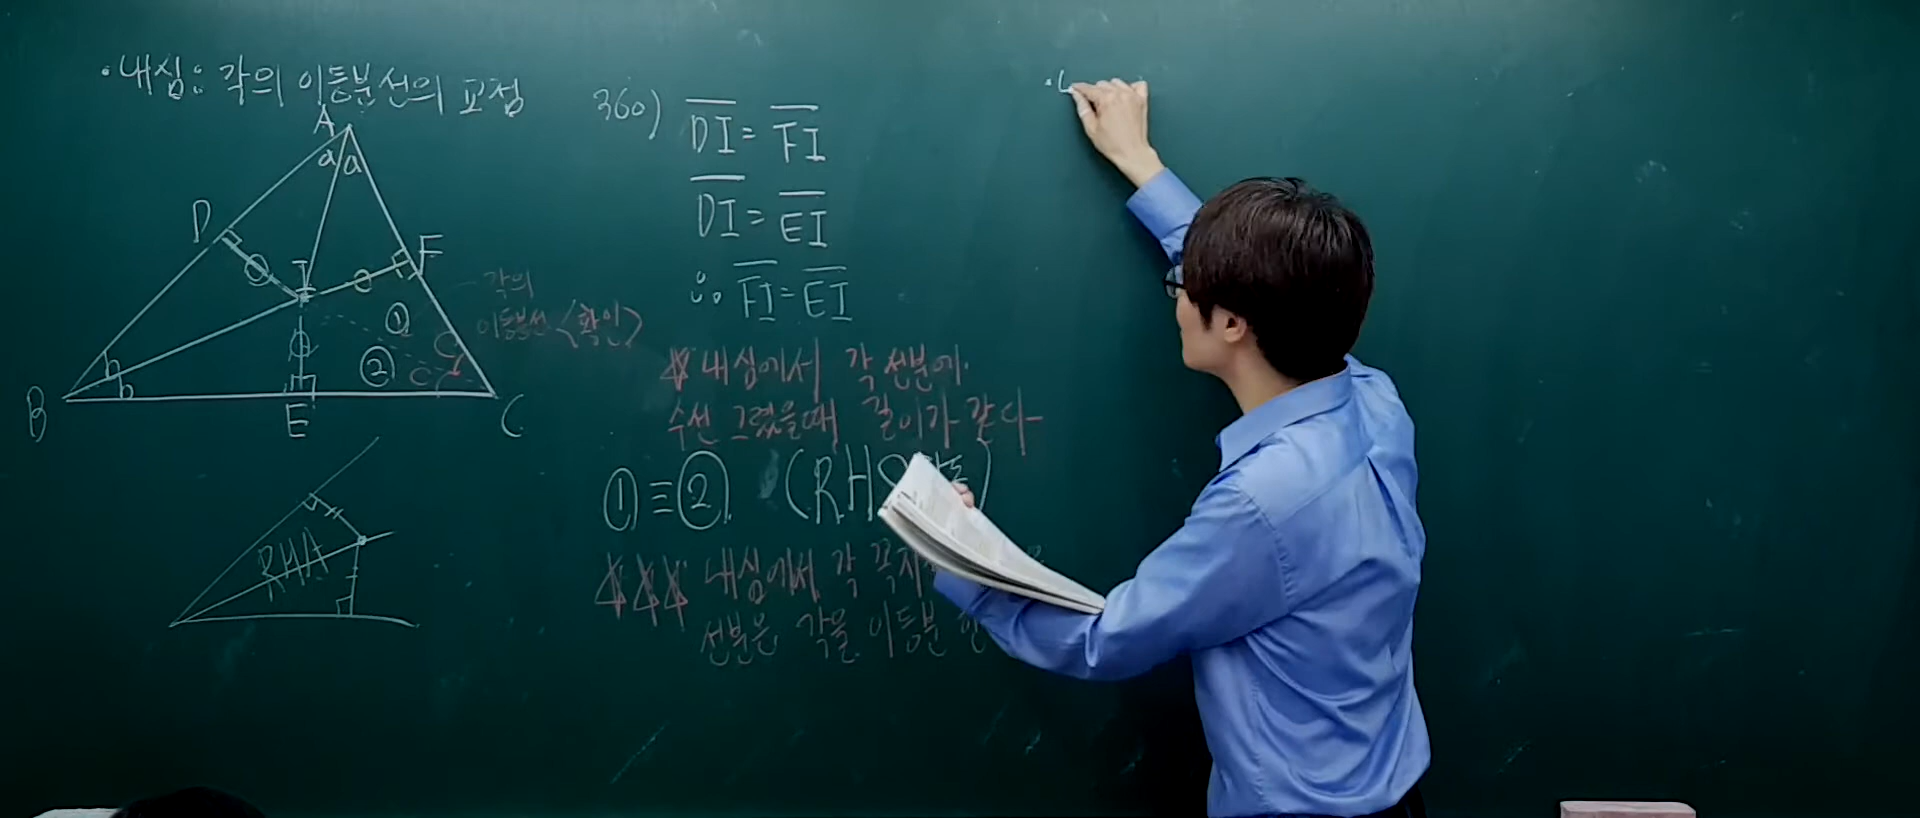 ·내심: 각의 이등분선의 교점
A
a a
D
F
I
①
②
c
c
b
b
B
E
C
각의
이등분선 <확인>
RHA
360) DI = FI
DI = EI
∴ FI = EI
☆ 내심에서 각 선분에
수선 그렸을때 길이가 같다
① ≡ ② (RHS
☆☆☆ 내심에서 각
선분은 각을 이등분